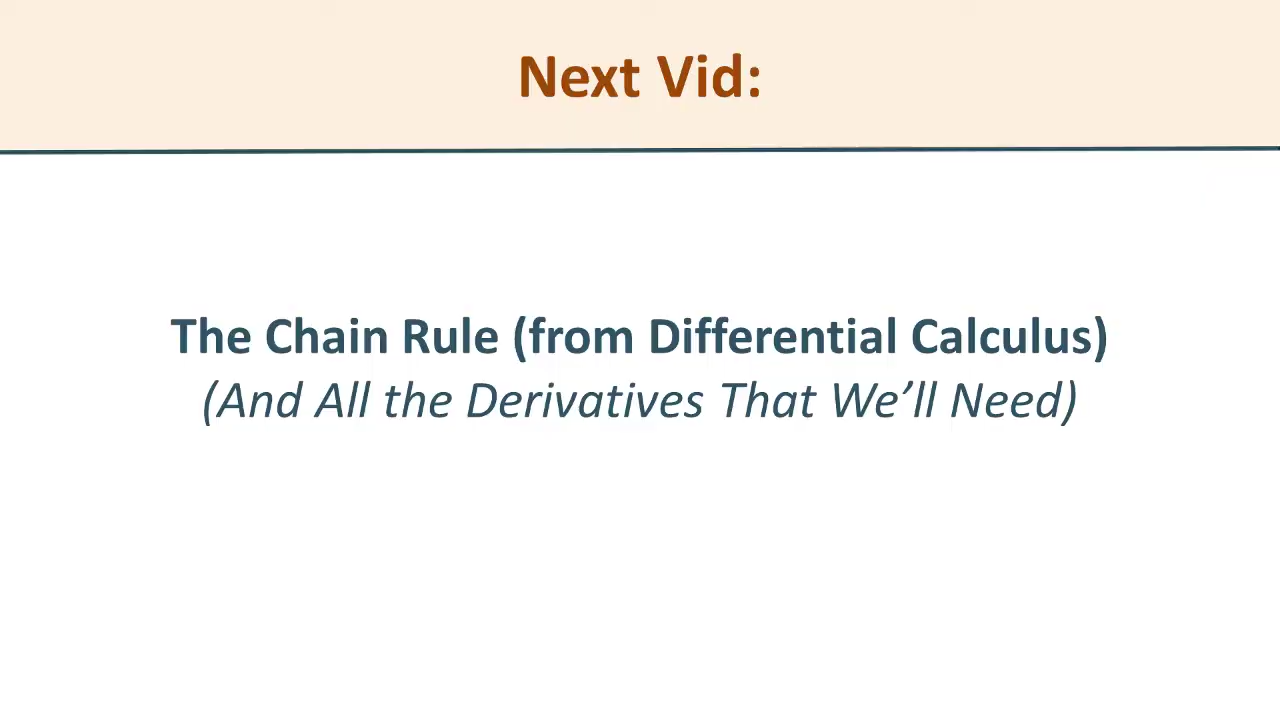 Next Vid:
The Chain Rule (from Differential Calculus)
(And All the Derivatives That We’ll Need)